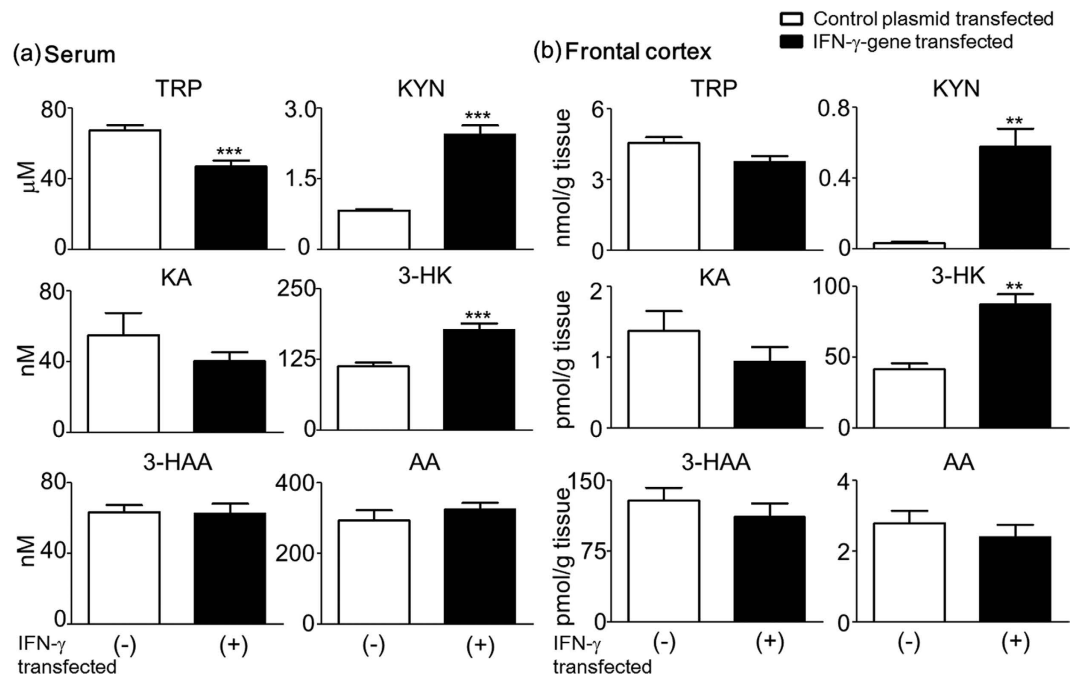 Control plasmid transfected
IFN-γ-gene transfected
(a) Serum
(b) Frontal cortex
TRP
KYN
TRP
KYN
80
40
0
μM
***
3.0
1.5
0
***
6
4
2
0
nmol/g tissue
0.8
0.4
0
**
KA
3-HK
KA
3-HK
80
40
0
nM
250
125
0
***
2
1
0
pmol/g tissue
100
50
0
**
3-HAA
AA
3-HAA
AA
80
40
0
nM
400
200
0
150
75
0
pmol/g tissue
4
2
0
IFN-γ
transfected
(-)
(+)
(-)
(+)
IFN-γ
transfected
(-)
(+)
(-)
(+)